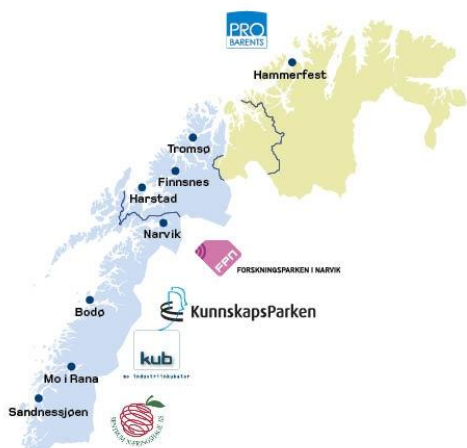 PRO
BARENTS
Hammerfest
Tromsø
Finnsnes
Harstad
Narvik
FPN
FORSKNINGSPARKEN I NARVIK
Bodø
KunnskapsParken
kub
Mo i Rana
Sandnessjøen